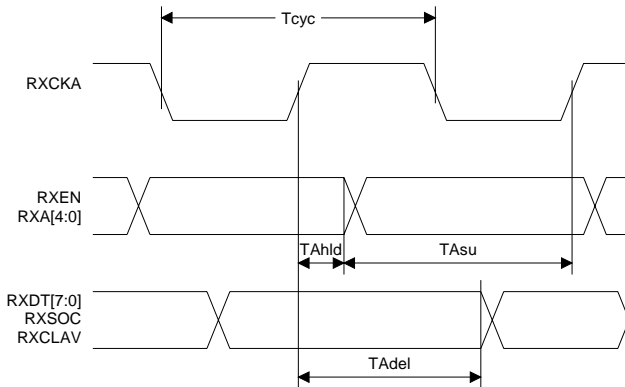 Tcyc
RXCKA
RXEN
RXA[4:0]
TAhld
TAsu
RXDT[7:0]
RXSOC
RXCLAV
TAdel